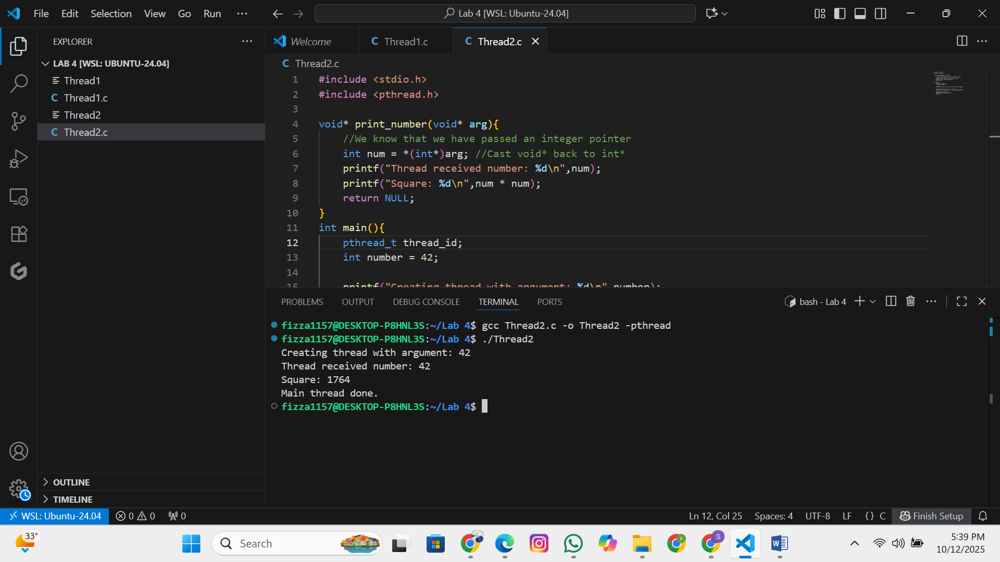 File Edit Selection View Go Run ···
Lab 4 [WSL: Ubuntu-24.04]
EXPLORER
LAB 4 [WSL: UBUNTU-24.04]
Thread1
C Thread1.c
Thread2
C Thread2.c
OUTLINE
TIMELINE
Welcome
C Thread1.c
C Thread2.c
C Thread2.c
1 #include <stdio.h>
2 #include <pthread.h>
3
4 void* print_number(void* arg){
5 //We know that we have passed an integer pointer
6 int num = *(int*)arg; //Cast void* back to int*
7 printf("Thread received number: %d\n",num);
8 printf("Square: %d\n",num * num);
9 return NULL;
10 }
11 int main(){
12 pthread_t thread_id;
13 int number = 42;
14
15 printf("Creating thread with argument: %d\n",number);
PROBLEMS OUTPUT DEBUG CONSOLE TERMINAL PORTS
bash - Lab 4
fizza1157@DESKTOP-P8HNL3S:~/Lab 4$ gcc Thread2.c -o Thread2 -pthread
fizza1157@DESKTOP-P8HNL3S:~/Lab 4$ ./Thread2
Creating thread with argument: 42
Thread received number: 42
Square: 1764
Main thread done.
fizza1157@DESKTOP-P8HNL3S:~/Lab 4$
WSL: Ubuntu-24.04 0 0 0
Ln 12, Col 25 Spaces: 4 UTF-8 LF {} C Finish Setup
33°
Search
S
S
W
5:39 PM
10/12/2025